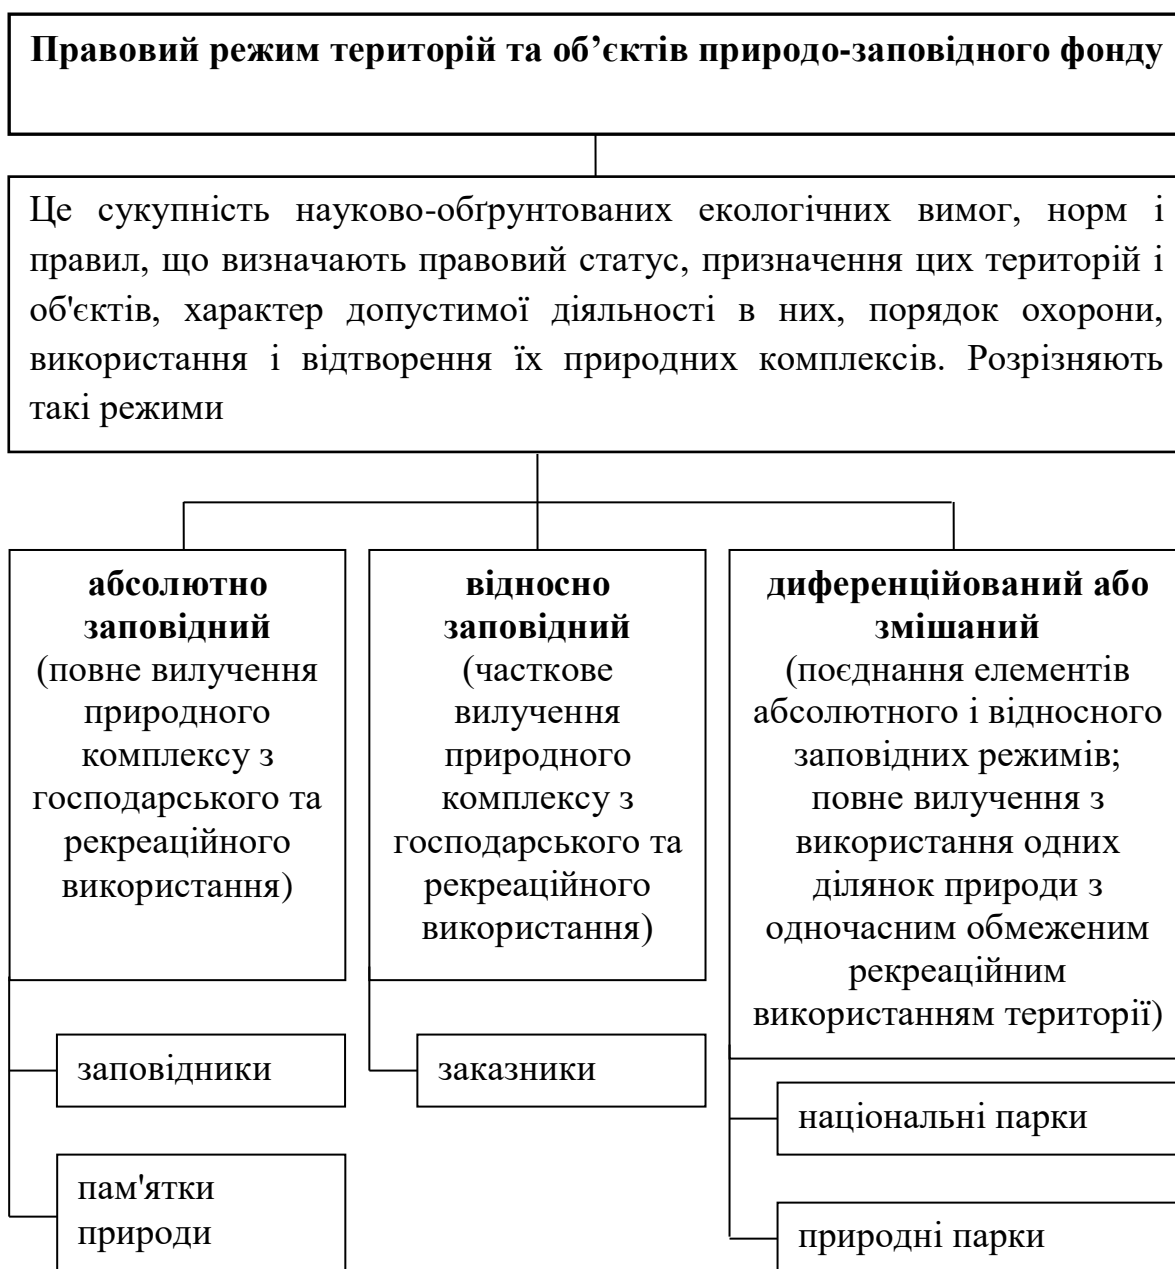 Правовий режим територій та об’єктів природо-заповідного фонду
Це сукупність науково-обґрунтованих екологічних вимог, норм і
правил, що визначають правовий статус, призначення цих територій і
об'єктів, характер допустимої діяльності в них, порядок охорони,
використання і відтворення їх природних комплексів. Розрізняють
такі режими
абсолютно
заповідний
(повне вилучення
природного
комплексу з
господарського та
рекреаційного
використання)
заповідники
пам'ятки
природи
відносно
заповідний
(часткове
вилучення
природного
комплексу з
господарського та
рекреаційного
використання)
заказники
диференційований або
змішаний
(поєднання елементів
абсолютного і відносного
заповідних режимів;
повне вилучення з
використання одних
ділянок природи з
одночасним обмеженим
рекреаційним
використанням території)
національні парки
природні парки